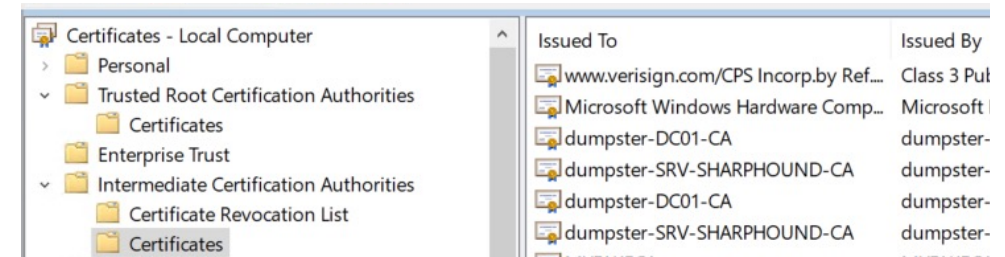 Certificates - Local Computer
Personal
Trusted Root Certification Authorities
Certificates
Enterprise Trust
Intermediate Certification Authorities
Certificate Revocation List
Certificates
Issued To Issued By
www.verisign.com/CPS Incorp.by Ref.... Class 3 Pub
Microsoft Windows Hardware Comp... Microsoft
dumpster-DC01-CA dumpster-
dumpster-SRV-SHARPHOUND-CA dumpster-
dumpster-DC01-CA dumpster-
dumpster-SRV-SHARPHOUND-CA dumpster-